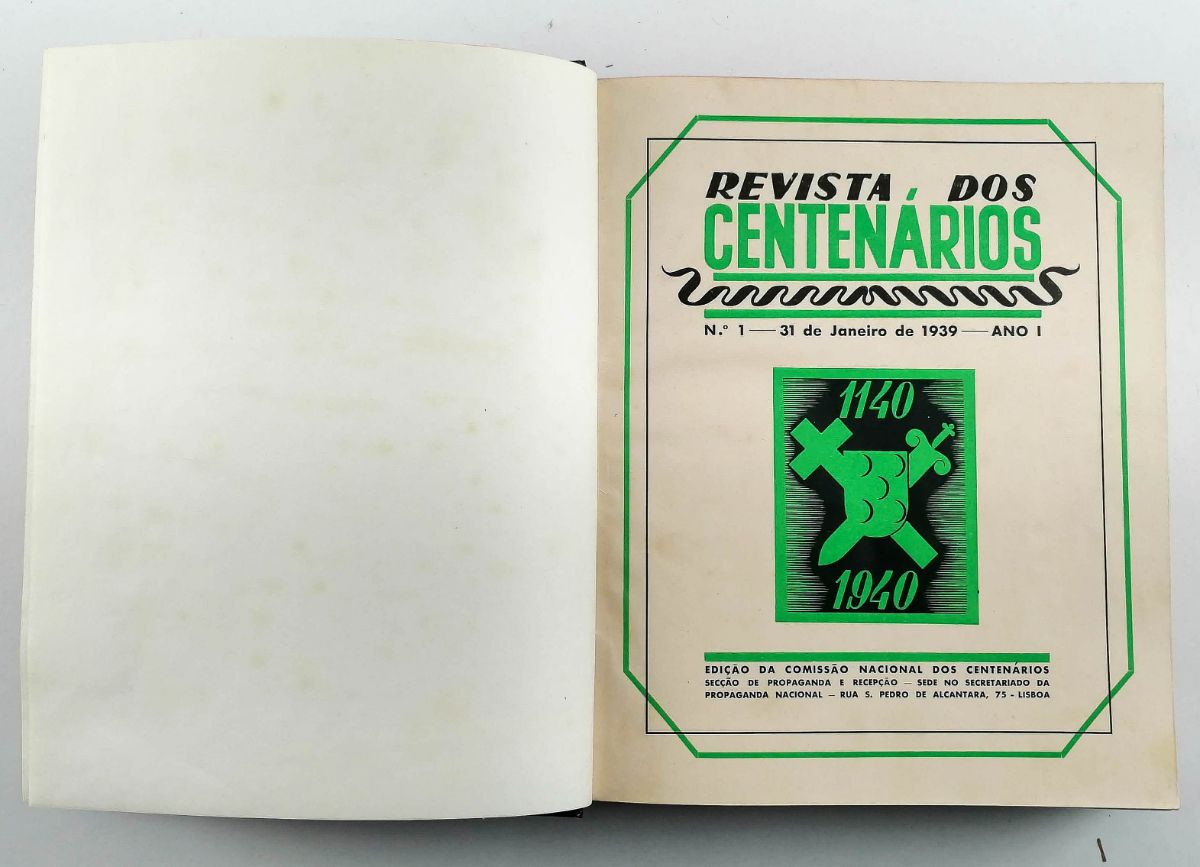 REVISTA DOS
CENTENÁRIOS
N.º 1 — 31 de Janeiro de 1939 — ANO I
1140
1940
EDIÇÃO DA COMISSÃO NACIONAL DOS CENTENÁRIOS
SECÇÃO DE PROPAGANDA E RECEPÇÃO — SEDE NO SECRETARIADO DA
PROPAGANDA NACIONAL — RUA S. PEDRO DE ALCANTARA, 75 - LISBOA